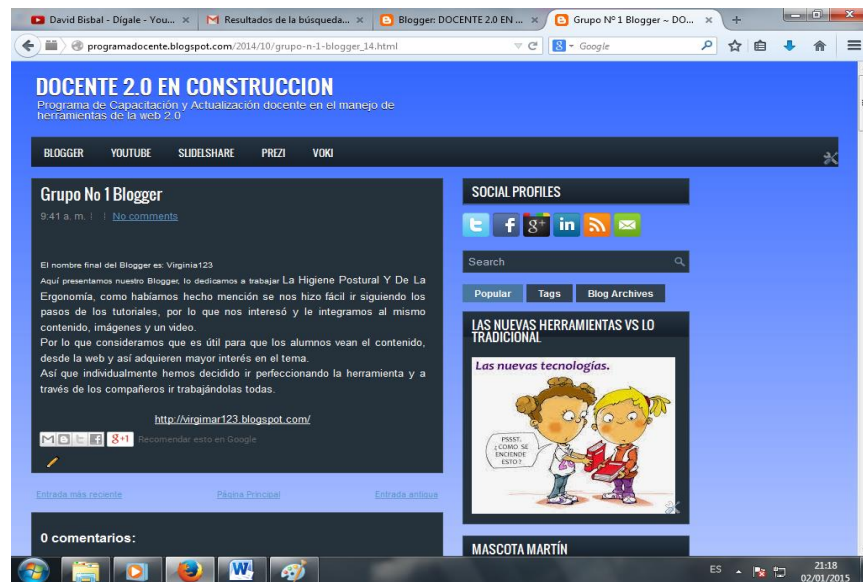 David Bisbal - Dígale - You...
Resultados de la búsqueda...
Blogger: DOCENTE 2.0 EN ...
Grupo Nº 1 Blogger ~ DO...
programadocente.blogspot.com/2014/10/grupo-n-1-blogger_14.html
Google
DOCENTE 2.0 EN CONSTRUCCION
Programa de Capacitación y Actualización docente en el manejo de
herramientas de la web 2.0
BLOGGER YOUTUBE SLIDELSHARE PREZI VOKI
Grupo No 1 Blogger
9:41 a. m. | | No comments
El nombre final del Blogger es: Virginia123
Aquí presentamos nuestro Blogger, lo dedicamos a trabajar La Higiene Postural Y De La
Ergonomía, como habíamos hecho mención se nos hizo fácil ir siguiendo los
pasos de los tutoriales, por lo que nos interesó y le integramos al mismo
contenido, imágenes y un video.
Por lo que consideramos que es útil para que los alumnos vean el contenido,
desde la web y así adquieren mayor interés en el tema.
Así que individualmente hemos decidido ir perfeccionando la herramienta y a
través de los compañeros ir trabajándolas todas.
http://virgimar123.blogspot.com/
g+1 Recomendar esto en Google
Entrada más reciente Página Principal Entrada antigua
0 comentarios:
SOCIAL PROFILES
Search
Popular Tags Blog Archives
LAS NUEVAS HERRAMIENTAS VS LO
TRADICIONAL
Las nuevas tecnologías.
PSSST.
¿COMO SE
ENCIENDE
ESTO?
MASCOTA MARTÍN
ES
21:18
02/01/2015